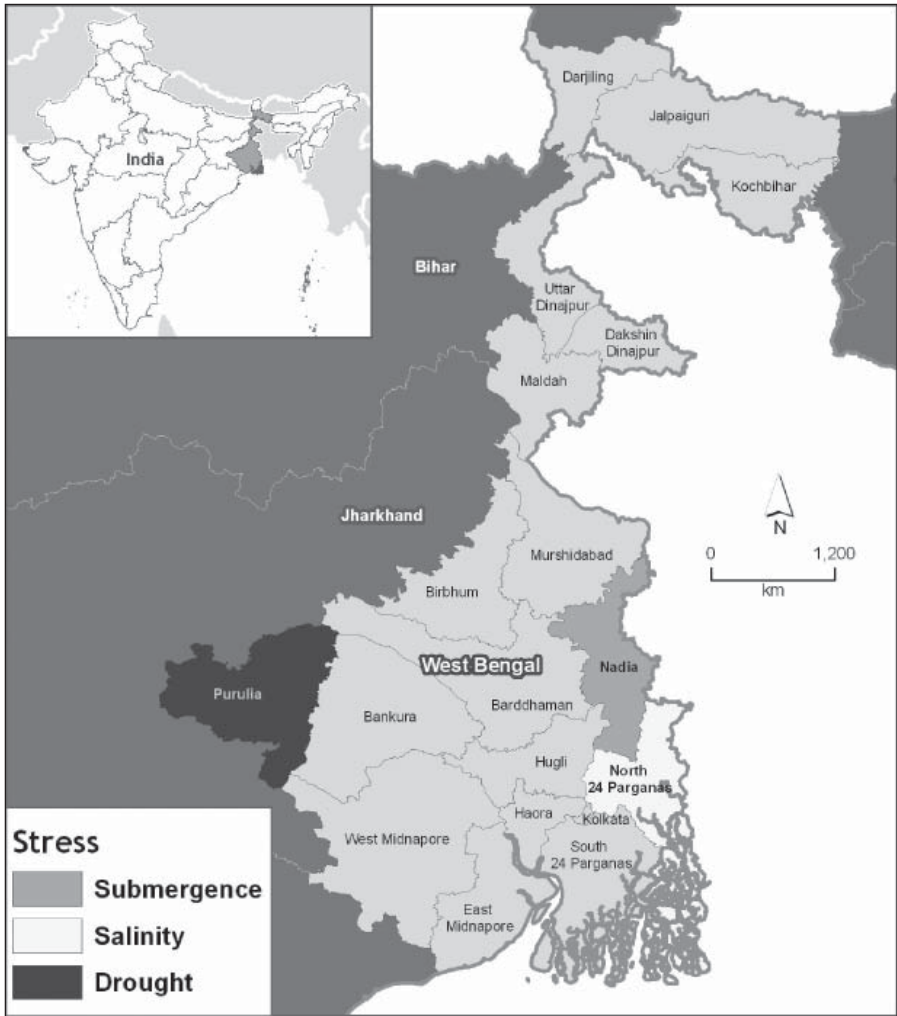 India
Darjiling
Jalpaiguri
Kochbihar
Bihar
Uttar
Dinajpur
Dakshin
Dinajpur
Maldah
N
0 1,200
km
Jharkhand
Murshidabad
Birbhum
West Bengal
Nadia
Purulia
Barddhaman
Bankura
Hugli
North
24 Parganas
Haora
Kolkata
West Midnapore
South
24 Parganas
East
Midnapore
Stress
Submergence
Salinity
Drought